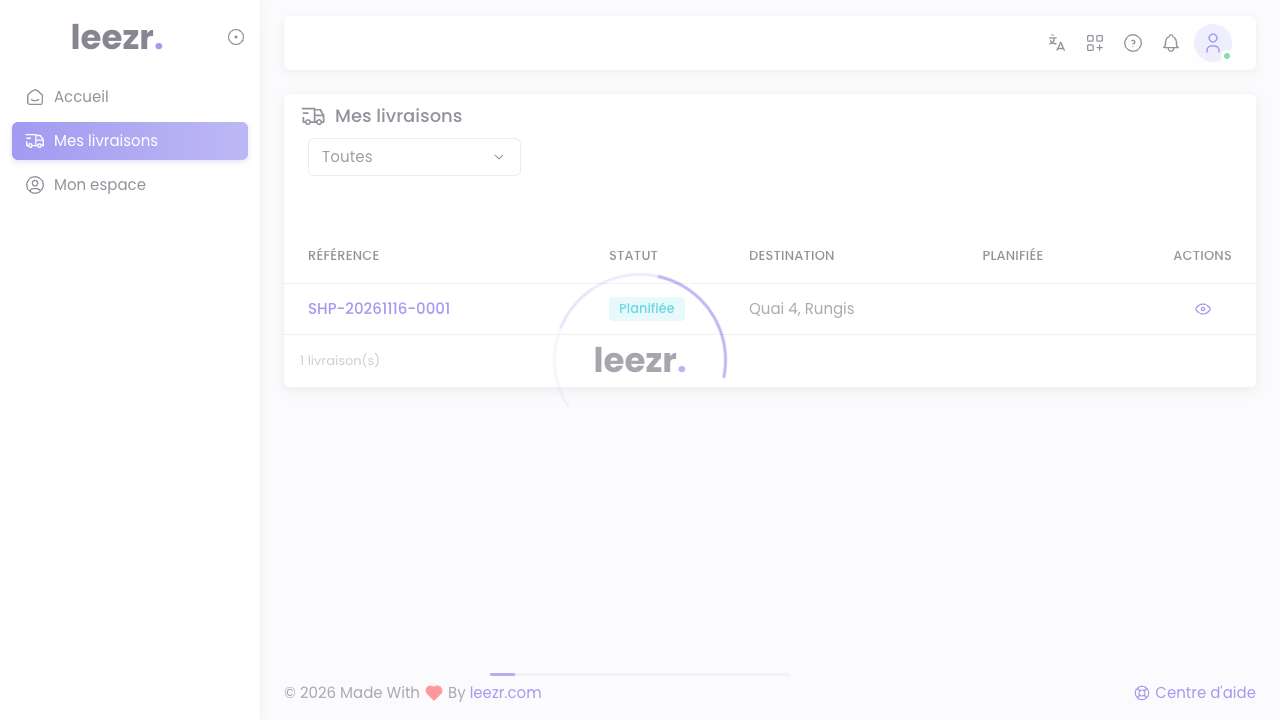 leezr.
Accueil
Mes livraisons
Mon espace
Mes livraisons
Toutes
RÉFÉRENCE STATUT DESTINATION PLANIFIÉE ACTIONS
SHP-20261116-0001 Planifiée Quai 4, Rungis
1 livraison(s)
leezr.
© 2026 Made With By leezr.com
Centre d'aide